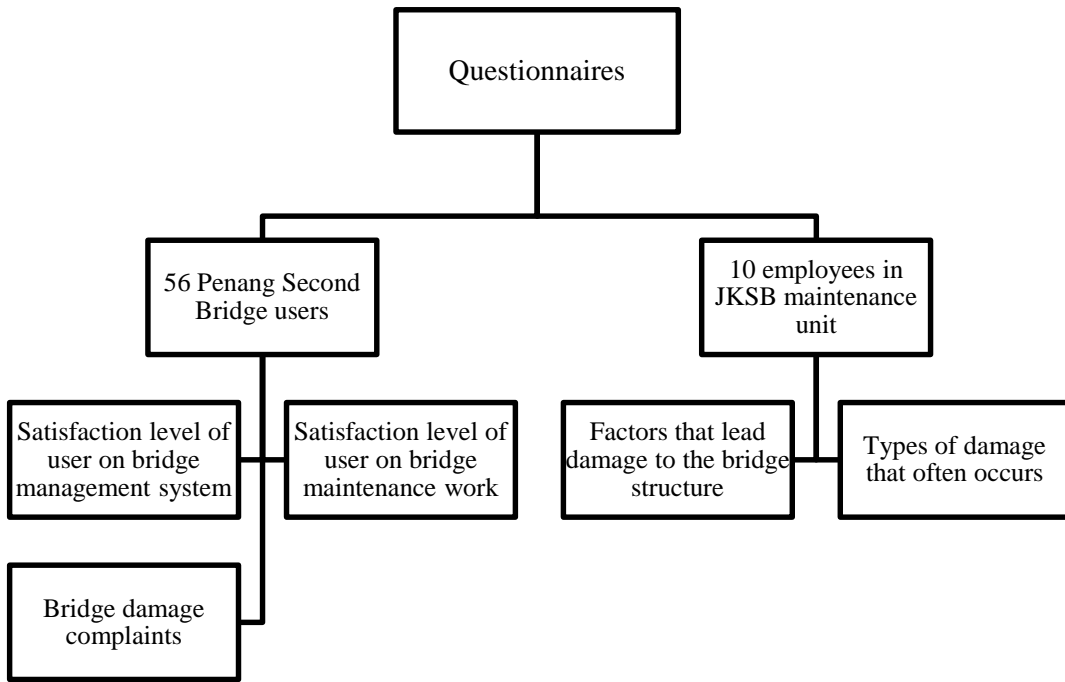 Questionnaires
56 Penang Second
Bridge users
10 employees in
JKSB maintenance
unit
Satisfaction level of
user on bridge
management system
Satisfaction level of
user on bridge
maintenance work
Factors that lead
damage to the bridge
structure
Types of damage
that often occurs
Bridge damage
complaints